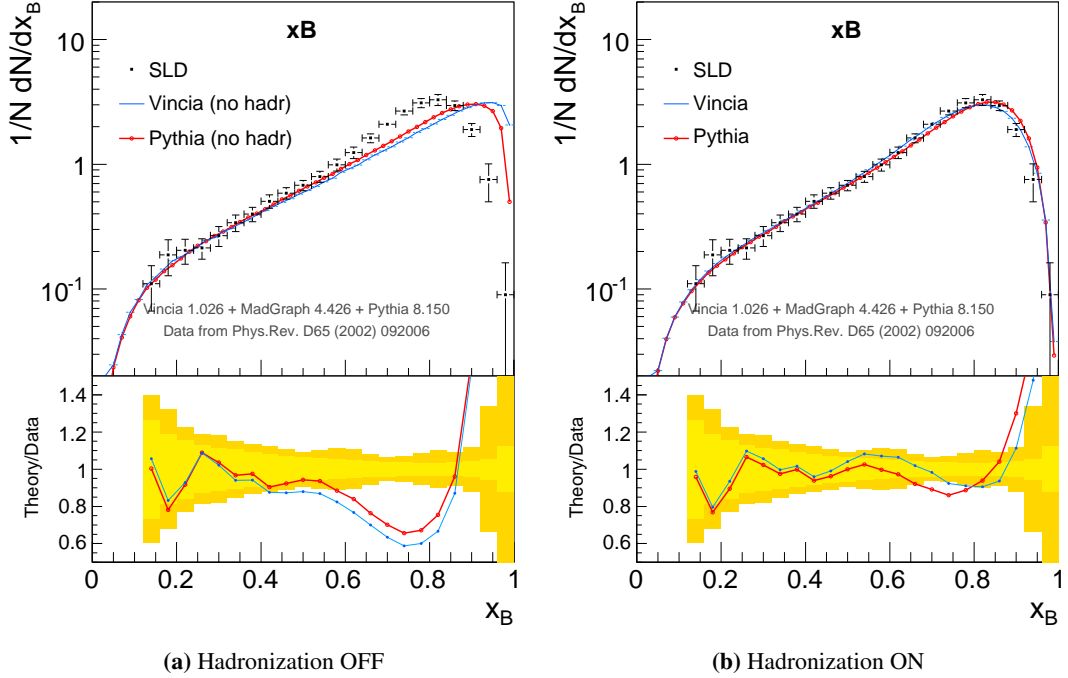 xB
1/N dN/dx_B
10
1
10^-1
SLD
Vincia (no hadr)
Pythia (no hadr)
Vincia 1.026 + MadGraph 4.426 + Pythia 8.150
Data from Phys.Rev. D65 (2002) 092006
Theory/Data
1.4
1.2
1.0
0.8
0.6
0 0.2 0.4 0.6 0.8 1
x_B
(a) Hadronization OFF
xB
1/N dN/dx_B
10
1
10^-1
SLD
Vincia
Pythia
Vincia 1.026 + MadGraph 4.426 + Pythia 8.150
Data from Phys.Rev. D65 (2002) 092006
Theory/Data
1.4
1.2
1.0
0.8
0.6
0 0.2 0.4 0.6 0.8 1
x_B
(b) Hadronization ON